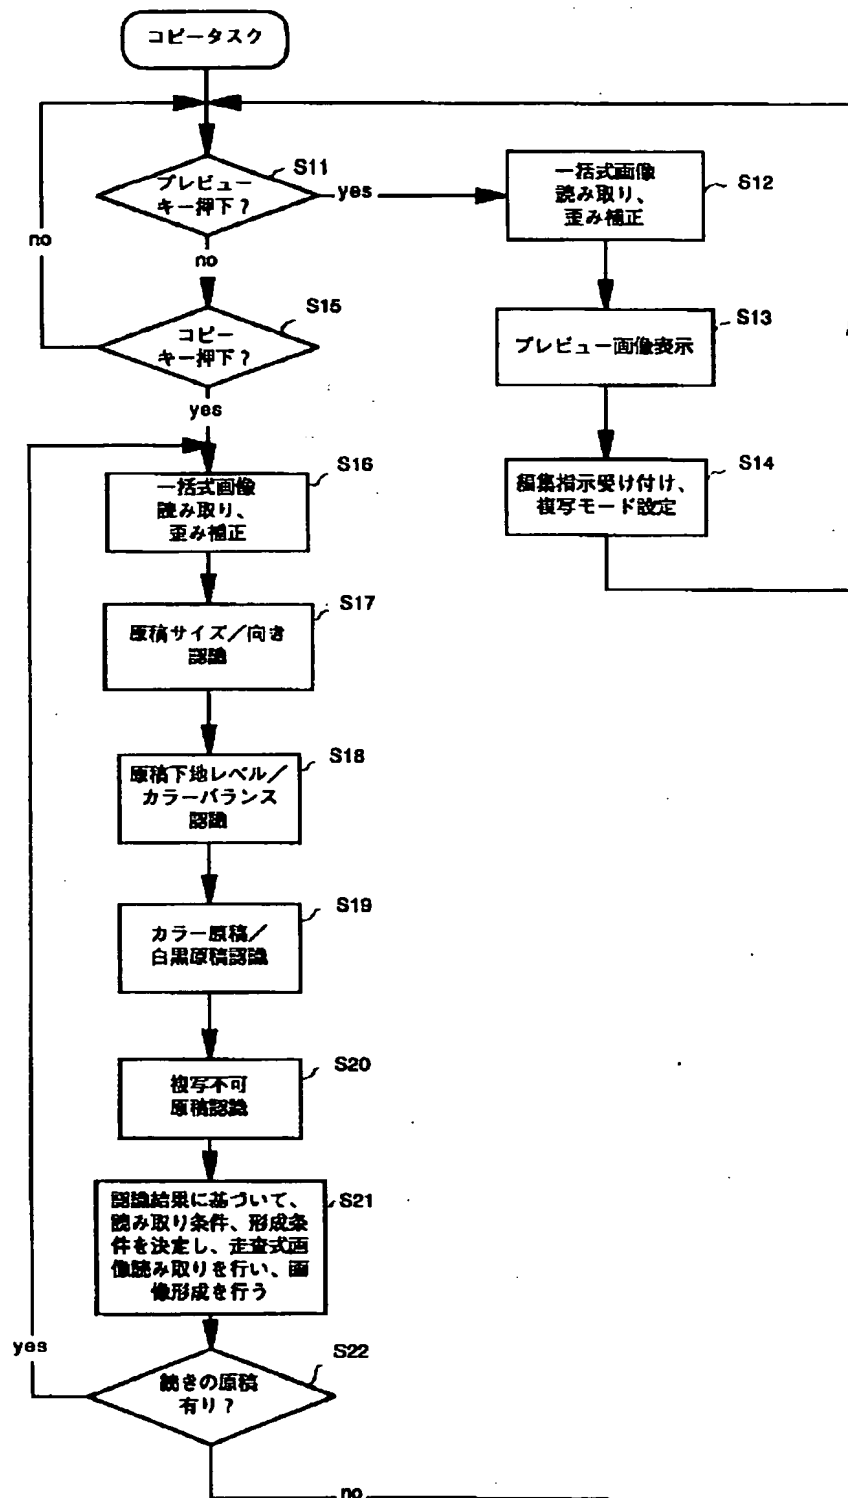 コピータスク
プレビュー
キー押下？
S11
yes
no
一括式画像
読み取り、
歪み補正
S12
プレビュー画像表示
S13
編集指示受け付け、
複写モード設定
S14
コピー
キー押下？
S15
no
yes
一括式画像
読み取り、
歪み補正
S16
原稿サイズ／向き
認識
S17
原稿下地レベル／
カラーバランス
認識
S18
カラー原稿／
白黒原稿認識
S19
複写不可
原稿認識
S20
認識結果に基づいて、
読み取り条件、形成条
件を決定し、走査式画
像読み取りを行い、画
像形成を行う
S21
続きの原稿
有り？
S22
yes
no